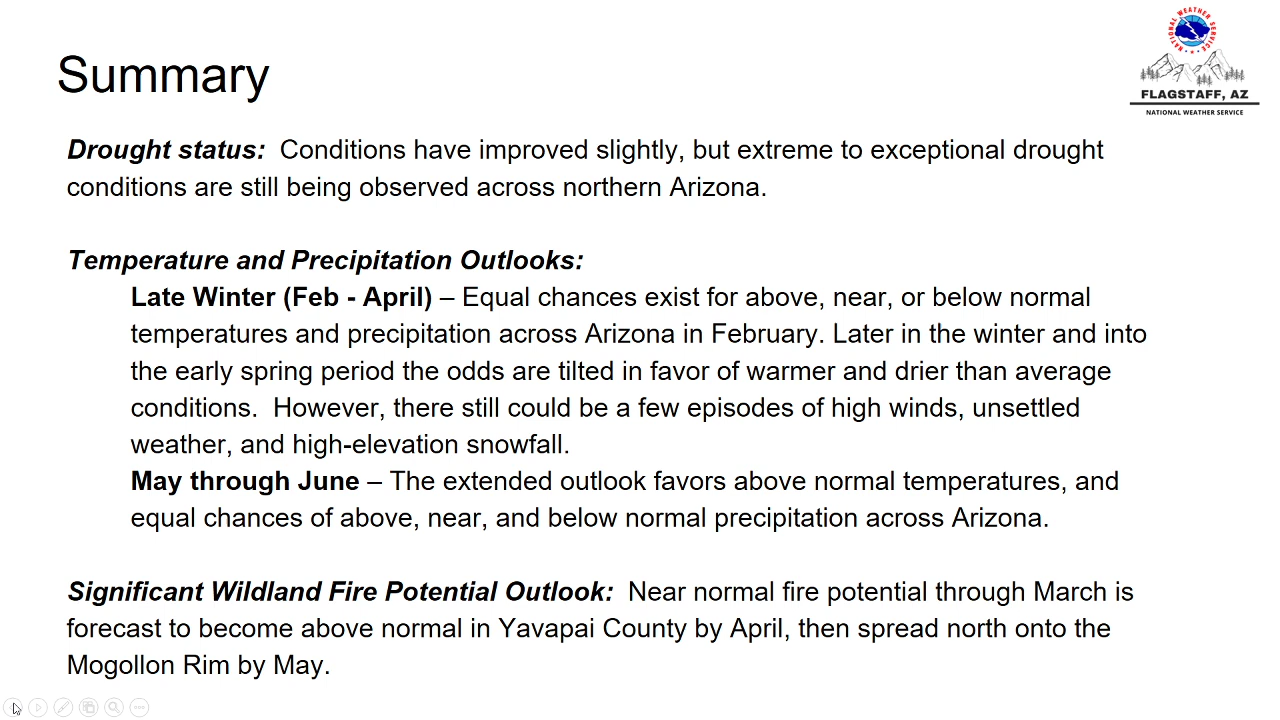 NATIONAL WEATHER SERVICE
FLAGSTAFF, AZ
NATIONAL WEATHER SERVICE
Summary
Drought status:  Conditions have improved slightly, but extreme to exceptional drought
conditions are still being observed across northern Arizona.
Temperature and Precipitation Outlooks:
Late Winter (Feb - April) – Equal chances exist for above, near, or below normal
temperatures and precipitation across Arizona in February. Later in the winter and into
the early spring period the odds are tilted in favor of warmer and drier than average
conditions.  However, there still could be a few episodes of high winds, unsettled
weather, and high-elevation snowfall.
May through June – The extended outlook favors above normal temperatures, and
equal chances of above, near, and below normal precipitation across Arizona.
Significant Wildland Fire Potential Outlook:  Near normal fire potential through March is
forecast to become above normal in Yavapai County by April, then spread north onto the
Mogollon Rim by May.